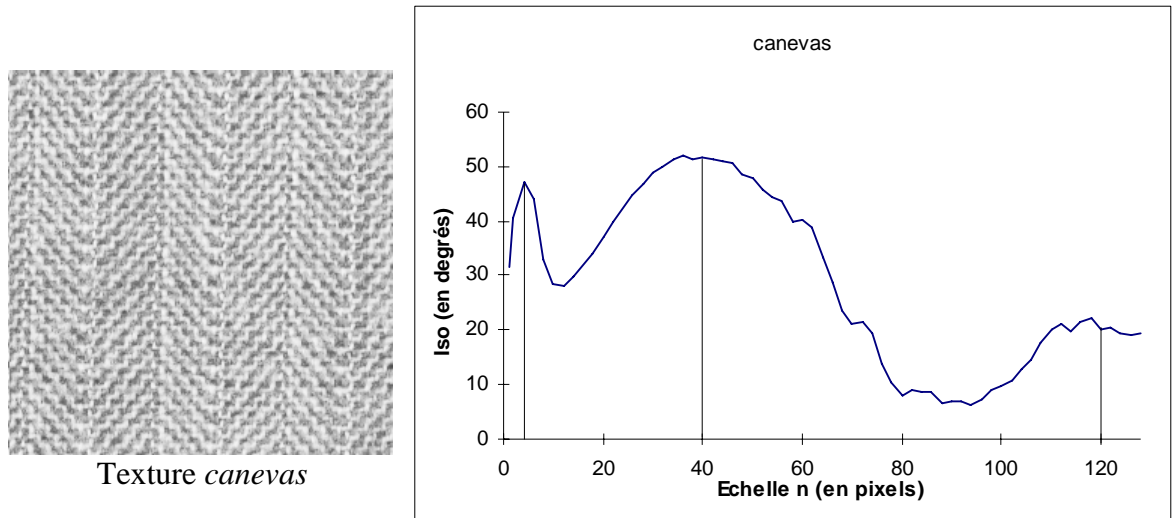 canevas
60
50
40
30
20
10
0
Iso (en degrés)
0 20 40 60 80 100 120
Echelle n (en pixels)
Texture canevas